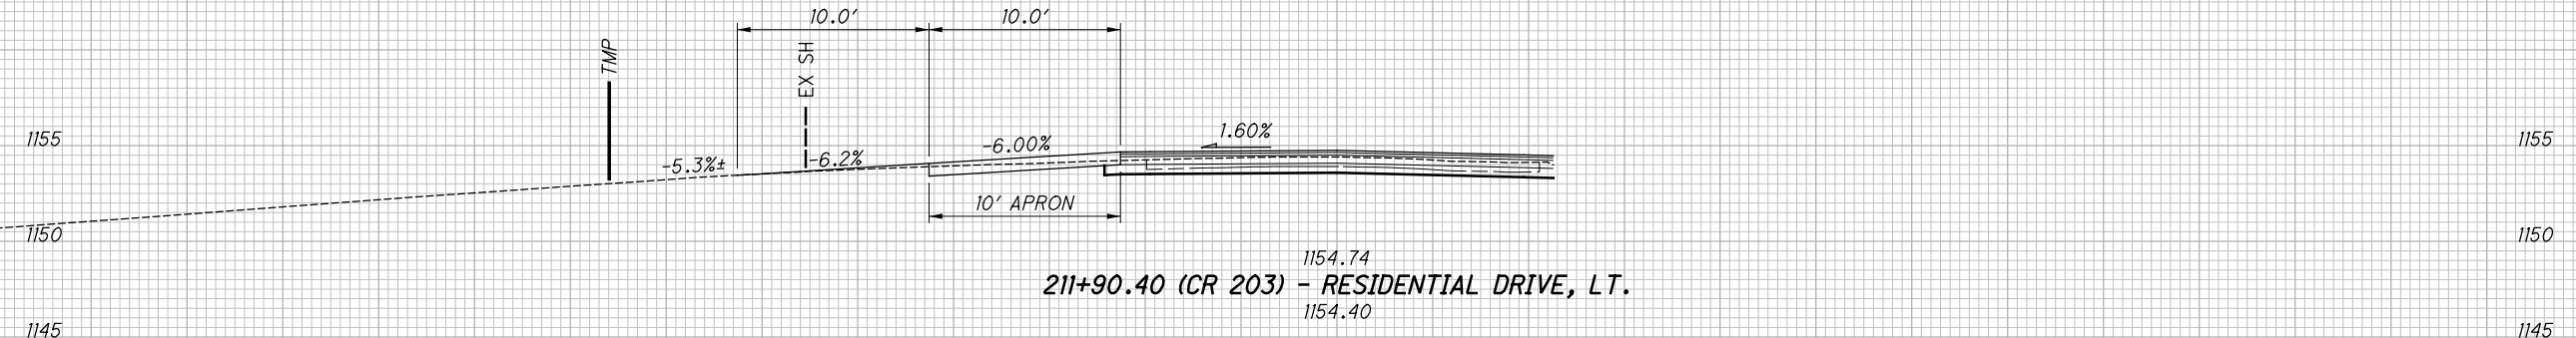 10.0' 10.0'
TMP
EX SH
1155 -5.3%± -6.2% -6.00% 1.60% 1155
10' APRON
1150 1150
1154.74
211+90.40 (CR 203) - RESIDENTIAL DRIVE, LT.
1154.40
1145 1145